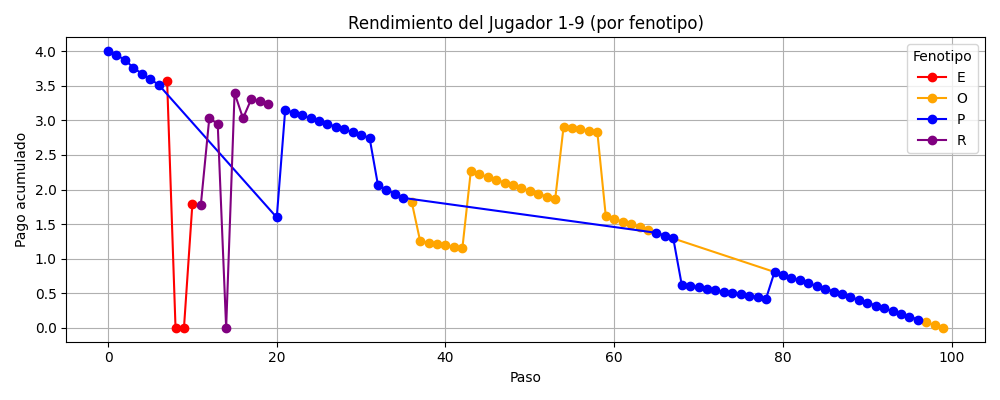 Rendimiento del Jugador 1-9 (por fenotipo)
Pago acumulado
4.0
3.5
3.0
2.5
2.0
1.5
1.0
0.5
0.0
Fenotipo
E
O
P
R
0 20 40 60 80 100
Paso